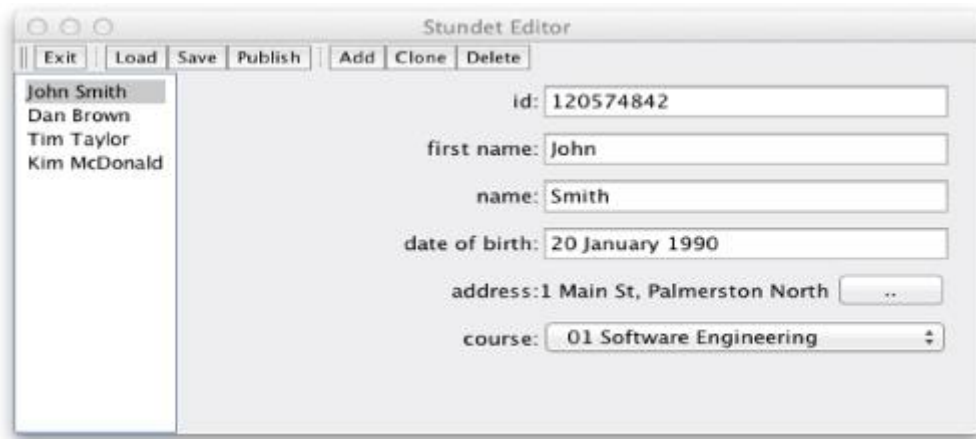 Stundet Editor
Exit Load Save Publish Add Clone Delete
John Smith
Dan Brown
Tim Taylor
Kim McDonald
id: 120574842
first name: John
name: Smith
date of birth: 20 January 1990
address:1 Main St, Palmerston North ..
course: 01 Software Engineering